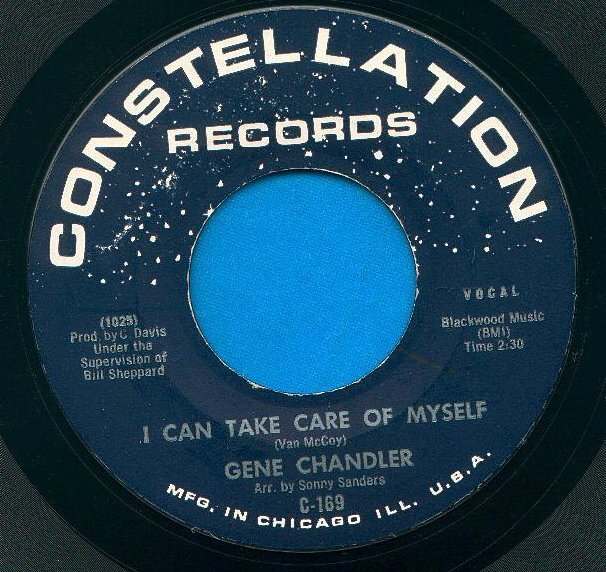 CONSTELLATION
RECORDS
VOCAL
(1025)
Prod. by C. Davis
Under the
Supervision of
Bill Sheppard
Blackwood Music
(BMI)
Time 2:30
I CAN TAKE CARE OF MYSELF
(Van McCoy)
GENE CHANDLER
Arr. by Sonny Sanders
C-169
MFG. IN CHICAGO ILL. U.S.A.